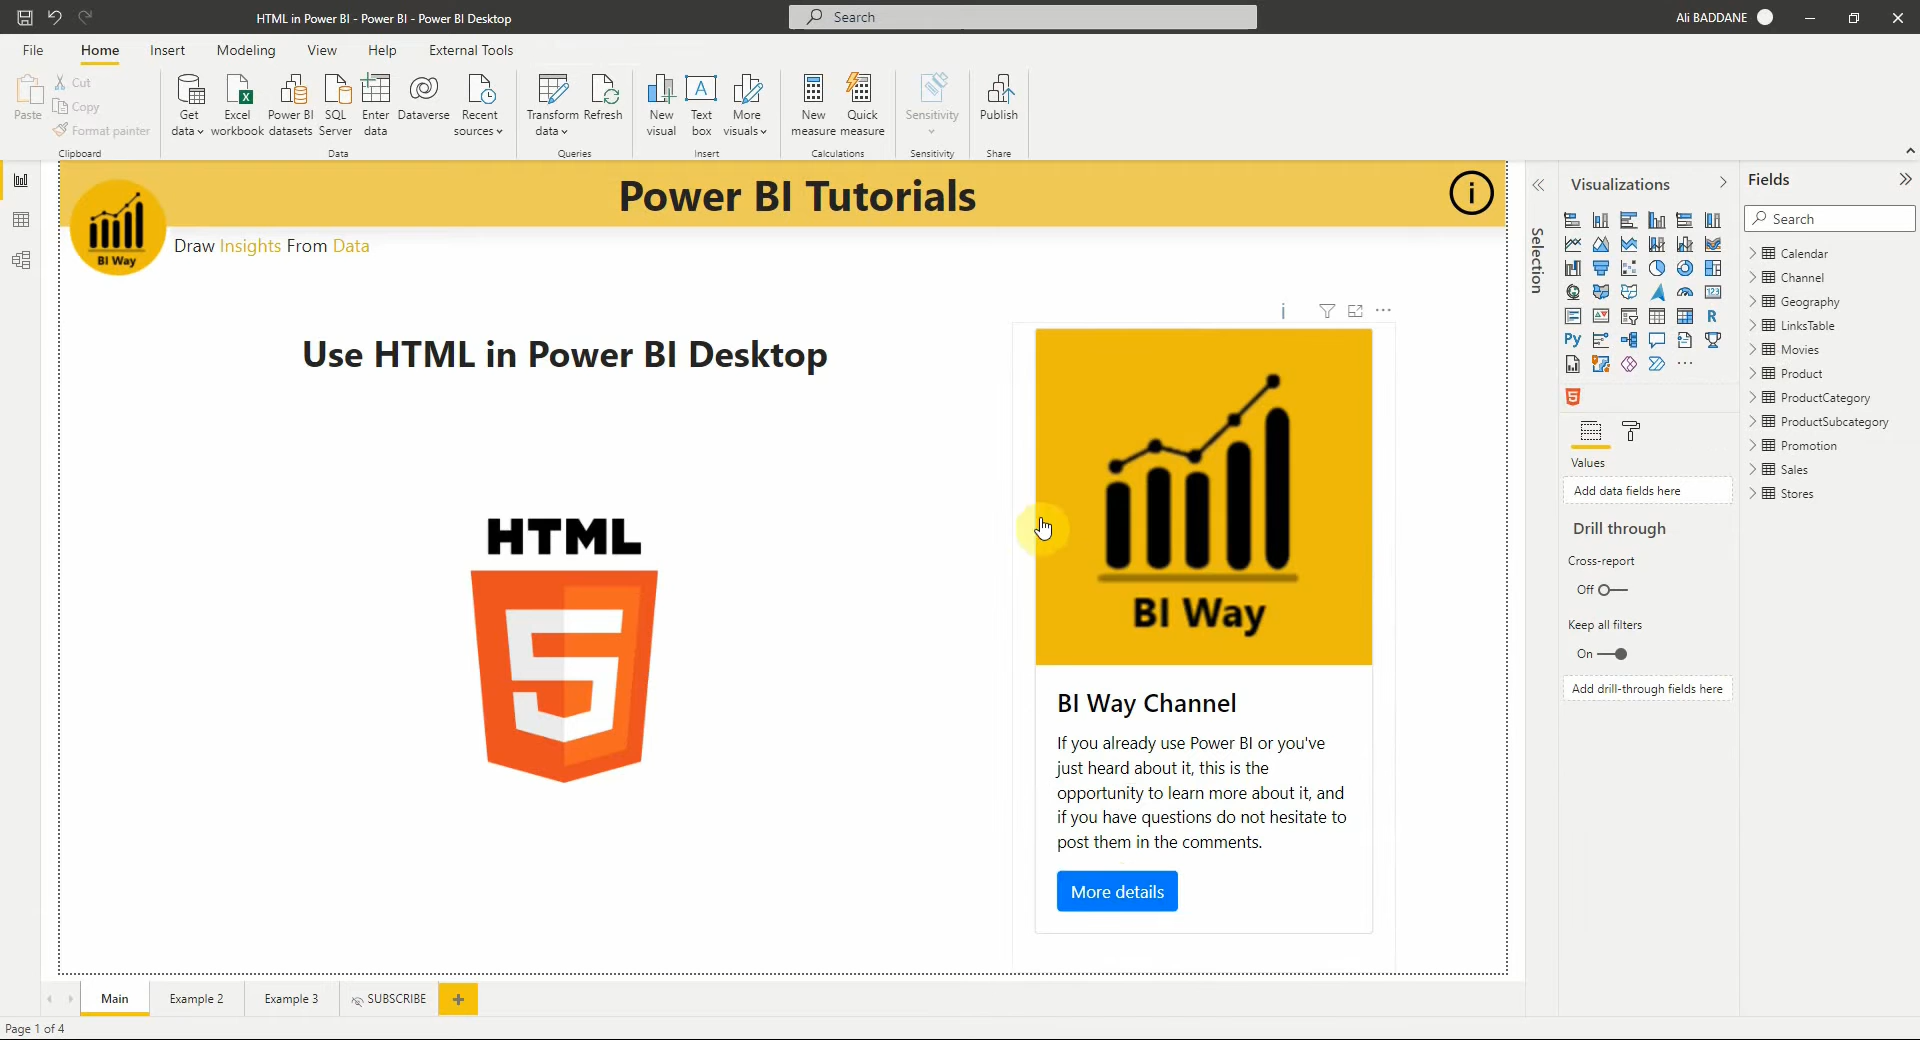 HTML in Power BI - Power BI - Power BI Desktop
Search
Ali BADDANE
File
Home
Insert
Modeling
View
Help
External Tools
Paste
Cut
Copy
Format painter
Clipboard
Get data
Excel workbook
Power BI datasets
SQL Server
Enter data
Dataverse
Recent sources
Data
Transform data
Refresh
Queries
New visual
A
Text box
More visuals
Insert
New measure
Quick measure
Calculations
Sensitivity
Sensitivity
Publish
Share
Power BI Tutorials
i
BI Way
Draw Insights From Data
Use HTML in Power BI Desktop
HTML
5
BI Way
BI Way Channel
If you already use Power BI or you've
just heard about it, this is the
opportunity to learn more about it, and
if you have questions do not hesitate to
post them in the comments.
More details
Selection
Visualizations
123
R
Py
5
Values
Add data fields here
Drill through
Cross-report
Off
Keep all filters
On
Add drill-through fields here
Fields
Search
Calendar
Channel
Geography
LinksTable
Movies
Product
ProductCategory
ProductSubcategory
Promotion
Sales
Stores
Main
Example 2
Example 3
SUBSCRIBE
+
Page 1 of 4